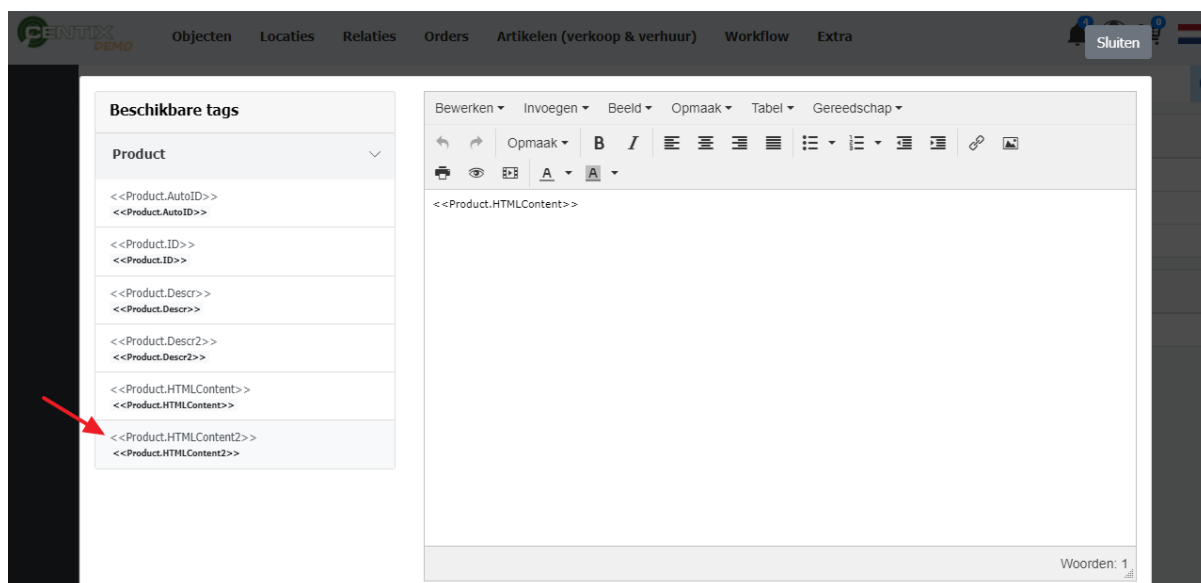 CENTIX
DEMO
Objecten Locaties Relaties Orders Artikelen (verkoop & verhuur) Workflow Extra
4
0
Sluiten
Beschikbare tags
Product
<<Product.AutoID>>
<<Product.AutoID>>
<<Product.ID>>
<<Product.ID>>
<<Product.Descr>>
<<Product.Descr>>
<<Product.Descr2>>
<<Product.Descr2>>
<<Product.HTMLContent>>
<<Product.HTMLContent>>
<<Product.HTMLContent2>>
<<Product.HTMLContent2>>
Bewerken Invoegen Beeld Opmaak Tabel Gereedschap
Opmaak B I
A A
<<Product.HTMLContent>>
Woorden: 1